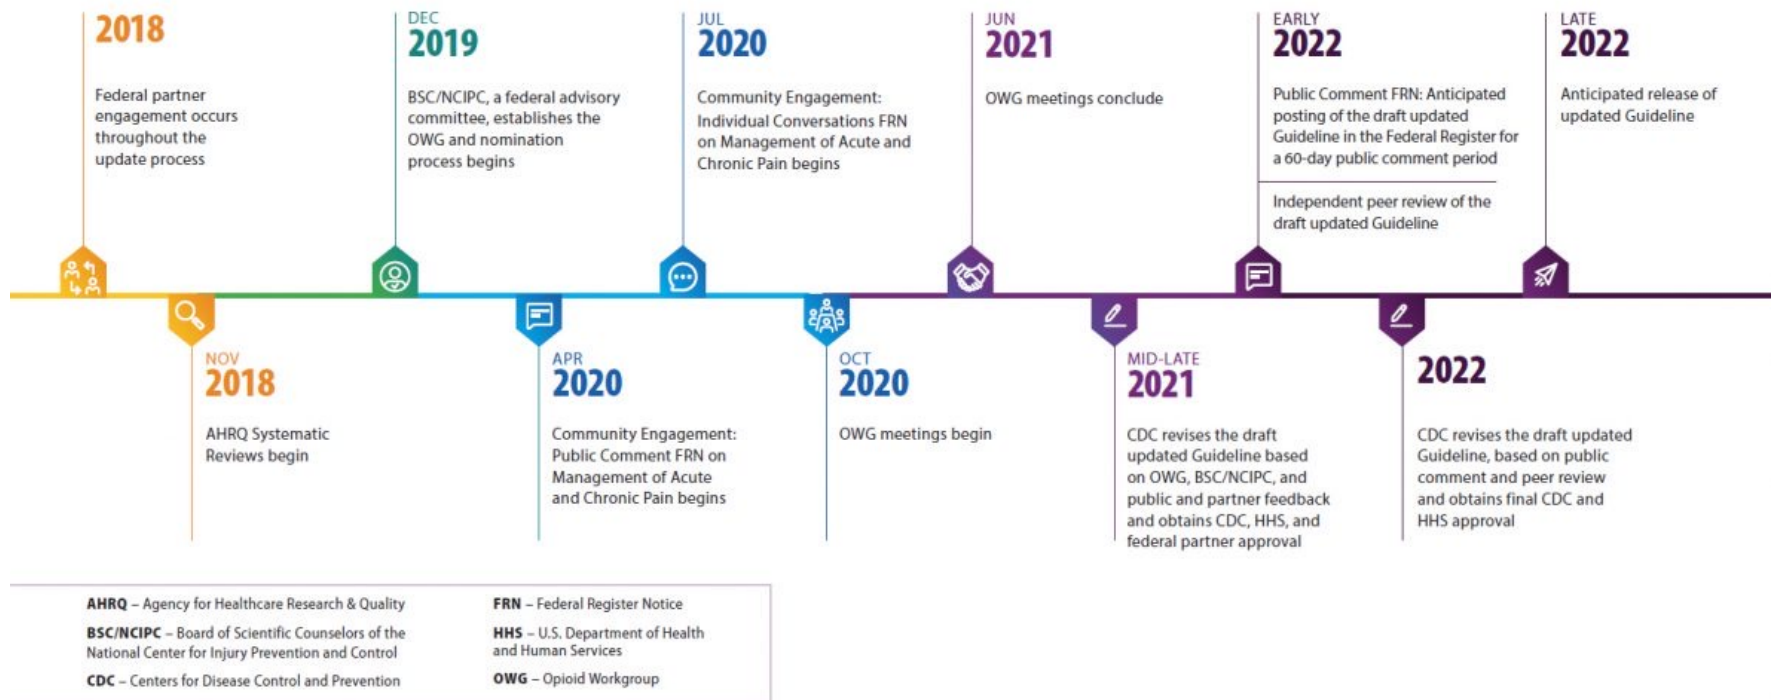 2018
Federal partner
engagement occurs
throughout the
update process
DEC
2019
BSC/NCIPC, a federal advisory
committee, establishes the
OWG and nomination
process begins
JUL
2020
Community Engagement:
Individual Conversations FRN
on Management of Acute and
Chronic Pain begins
JUN
2021
OWG meetings conclude
EARLY
2022
Public Comment FRN: Anticipated
posting of the draft updated
Guideline in the Federal Register for
a 60-day public comment period
Independent peer review of the
draft updated Guideline
LATE
2022
Anticipated release of
updated Guideline
NOV
2018
AHRQ Systematic
Reviews begin
APR
2020
Community Engagement:
Public Comment FRN on
Management of Acute
and Chronic Pain begins
OCT
2020
OWG meetings begin
MID-LATE
2021
CDC revises the draft
updated Guideline based
on OWG, BSC/NCIPC, and
public and partner feedback
and obtains CDC, HHS, and
federal partner approval
2022
CDC revises the draft updated
Guideline, based on public
comment and peer review
and obtains final CDC and
HHS approval
AHRQ – Agency for Healthcare Research & Quality
BSC/NCIPC – Board of Scientific Counselors of the
National Center for Injury Prevention and Control
CDC – Centers for Disease Control and Prevention
FRN – Federal Register Notice
HHS – U.S. Department of Health
and Human Services
OWG – Opioid Workgroup